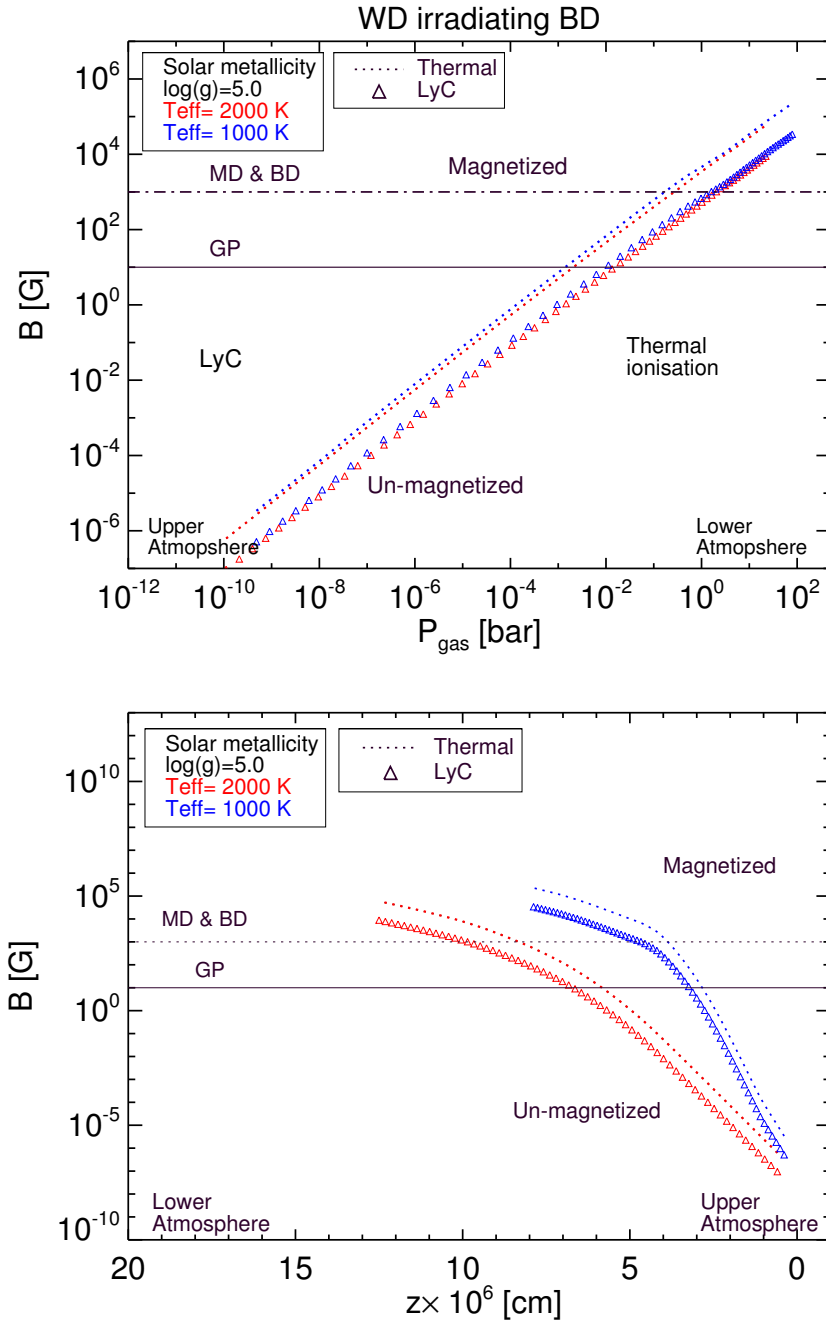 WD irradiating BD
Solar metallicity
log(g)=5.0
Teff= 2000 K
Teff= 1000 K
Thermal
LyC
MD & BD
Magnetized
GP
LyC
Thermal
ionisation
Un-magnetized
Upper
Atmopshere
Lower
Atmopshere
B [G]
10^6
10^4
10^2
10^0
10^-2
10^-4
10^-6
10^-12 10^-10 10^-8 10^-6 10^-4 10^-2 10^0 10^2
P_gas [bar]
Solar metallicity
log(g)=5.0
Teff= 2000 K
Teff= 1000 K
Thermal
LyC
Magnetized
MD & BD
GP
Un-magnetized
Lower
Atmosphere
Upper
Atmosphere
B [G]
10^10
10^5
10^0
10^-5
10^-10
20 15 10 5 0
z× 10^6 [cm]